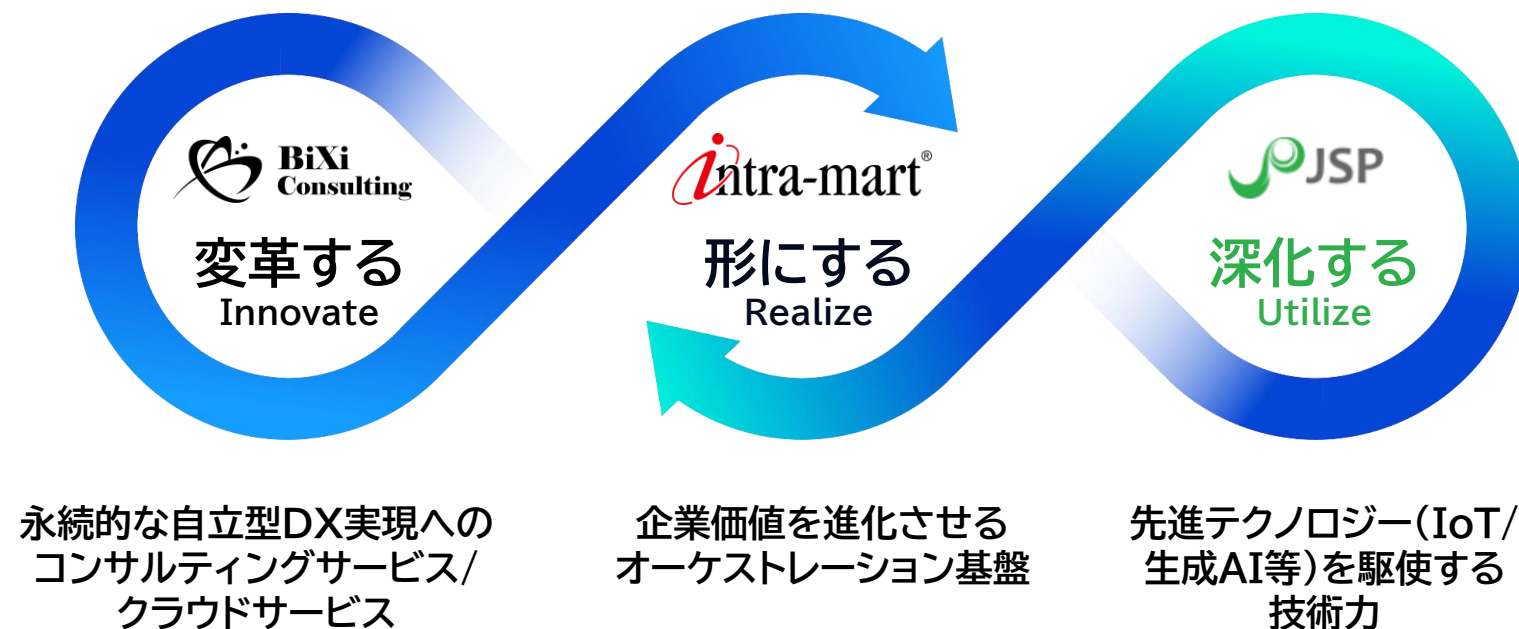 BiXi
Consulting
変革する
Innovate
永続的な自立型DX実現への
コンサルティングサービス/
クラウドサービス
intra-mart®
形にする
Realize
企業価値を進化させる
オーケストレーション基盤
JSP
深化する
Utilize
先進テクノロジー(IoT/
生成AI等)を駆使する
技術力